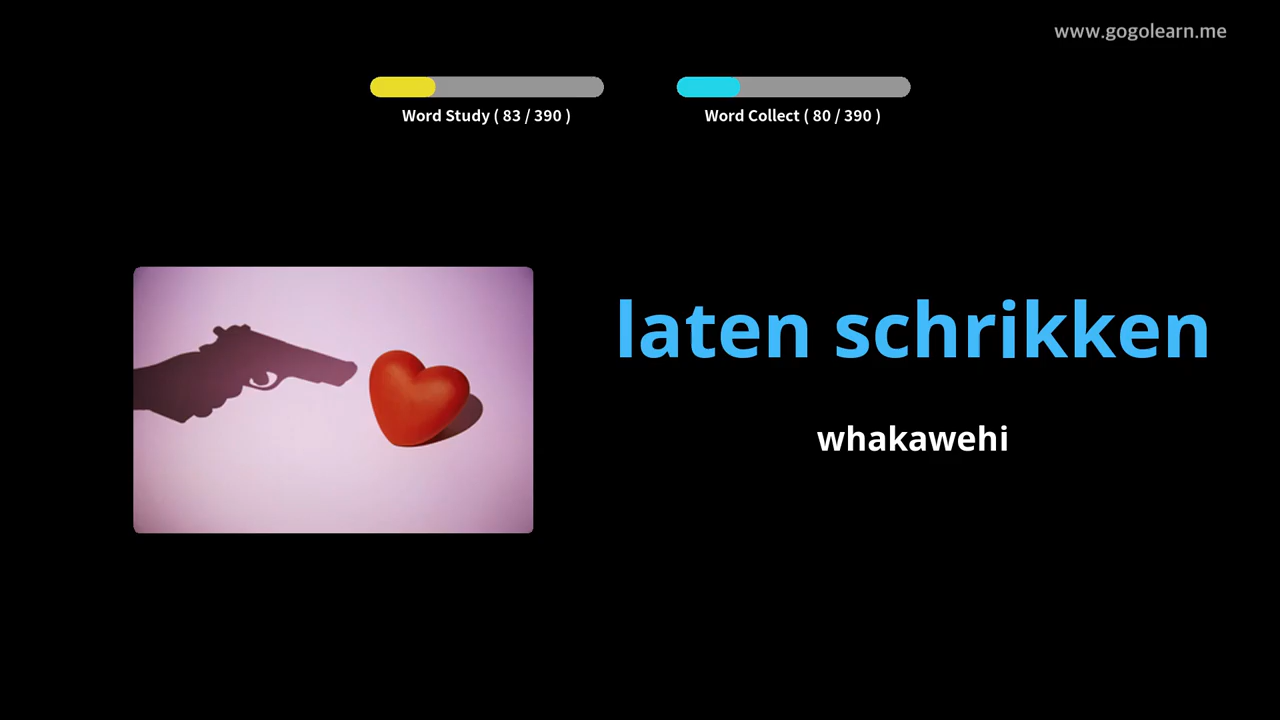 www.gogolearn.me
Word Study ( 83 / 390 )
Word Collect ( 80 / 390 )
laten schrikken
whakawehi